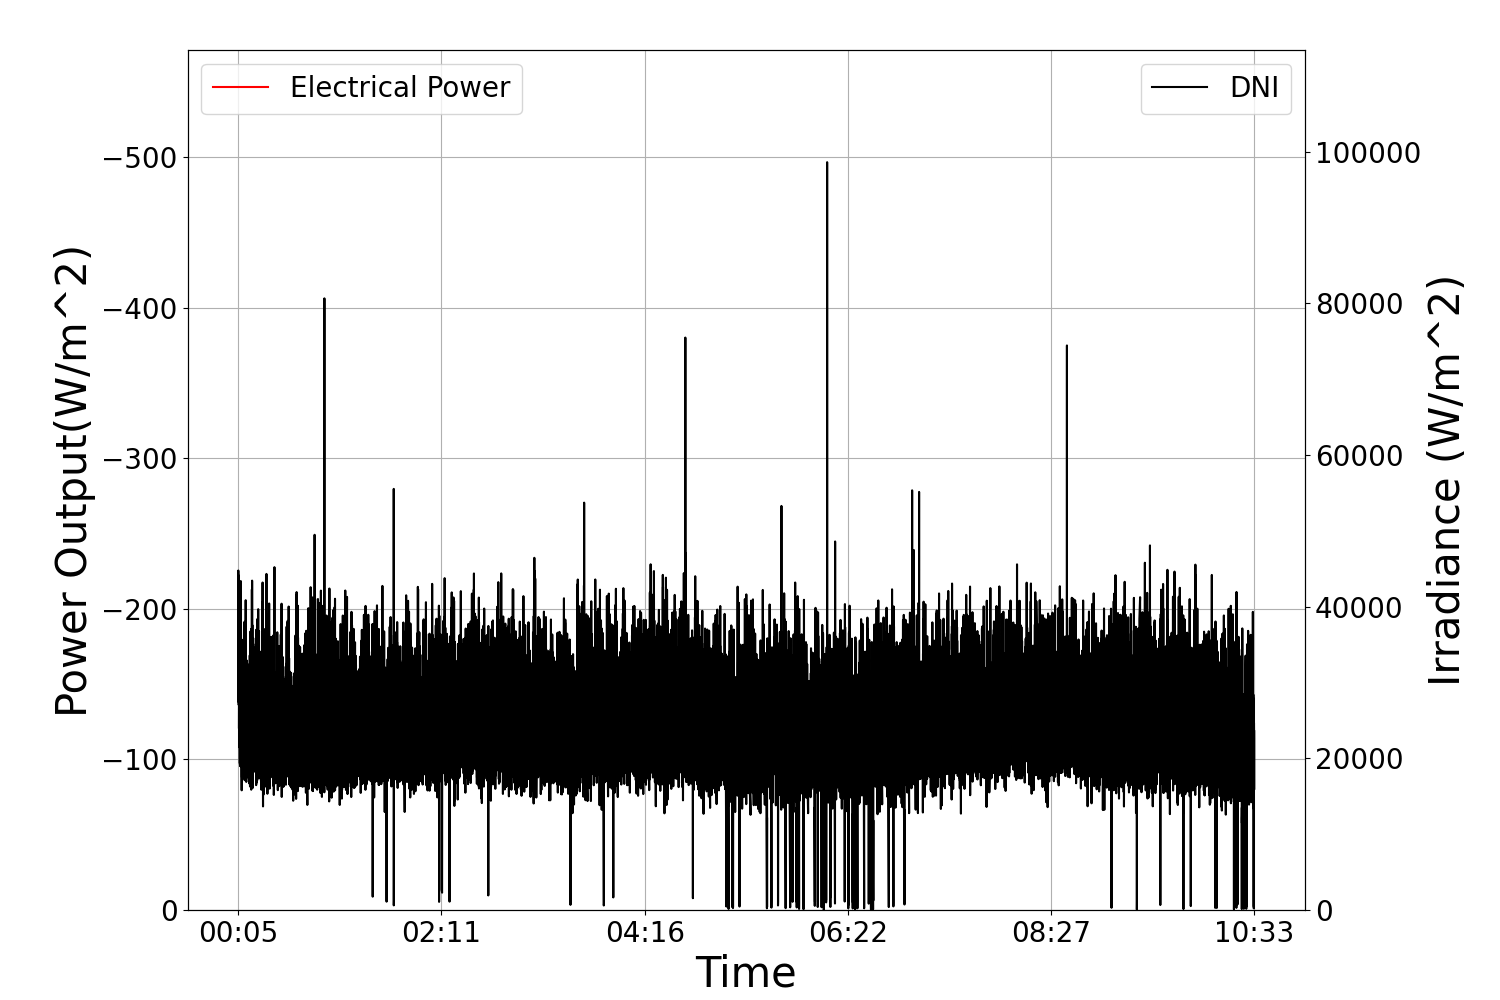 Electrical Power
DNI
−500
−400
−300
−200
−100
0
Power Output(W/m^2)
100000
80000
60000
40000
20000
0
Irradiance (W/m^2)
00:05 02:11 04:16 06:22 08:27 10:33
Time